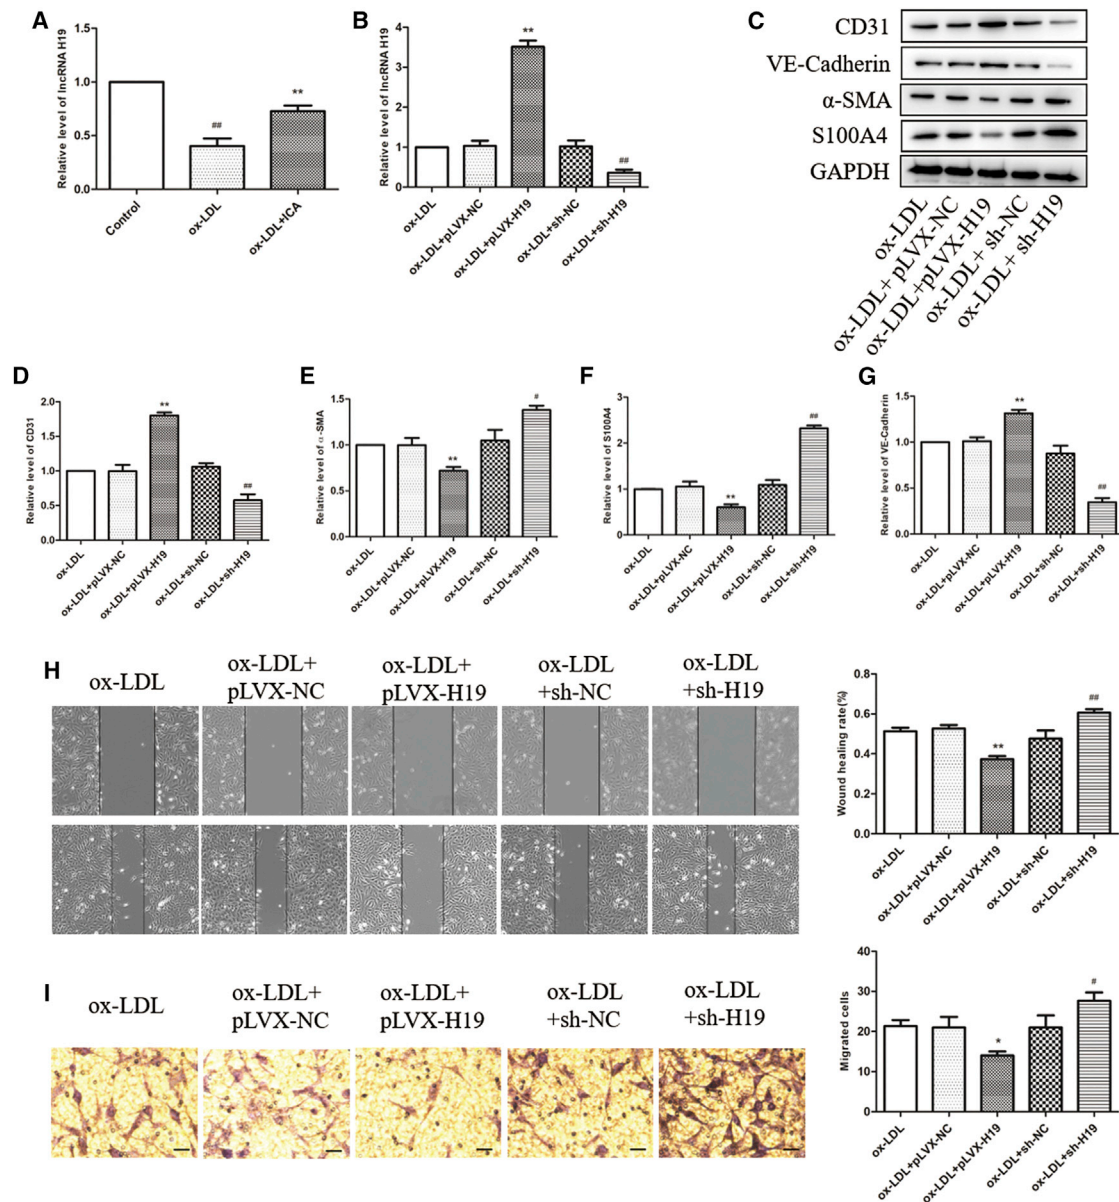 A
Relative level of lncRNA H19
1.5
1.0
0.5
0.0
##
**
Control
ox-LDL
ox-LDL+ICA
B
Relative level of lncRNA H19
4
3
2
1
0
**
##
ox-LDL
ox-LDL+pLVX-NC
ox-LDL+pLVX-H19
ox-LDL+sh-NC
ox-LDL+sh-H19
C
CD31
VE-Cadherin
α-SMA
S100A4
GAPDH
ox-LDL
ox-LDL+ pLVX-NC
ox-LDL+pLVX-H19
ox-LDL+ sh-NC
ox-LDL+ sh-H19
D
Relative level of CD31
2.0
1.5
1.0
0.5
0.0
**
##
ox-LDL
ox-LDL+pLVX-NC
ox-LDL+pLVX-H19
ox-LDL+sh-NC
ox-LDL+sh-H19
E
Relative level of α-SMA
1.5
1.0
0.5
0.0
**
#
ox-LDL
ox-LDL+pLVX-NC
ox-LDL+pLVX-H19
ox-LDL+sh-NC
ox-LDL+sh-H19
F
Relative level of S100A4
3
2
1
0
**
##
ox-LDL
ox-LDL+pLVX-NC
ox-LDL+pLVX-H19
ox-LDL+sh-NC
ox-LDL+sh-H19
G
Relative level of VE-Cadherin
1.5
1.0
0.5
0.0
**
##
ox-LDL
ox-LDL+pLVX-NC
ox-LDL+pLVX-H19
ox-LDL+sh-NC
ox-LDL+sh-H19
H
ox-LDL
ox-LDL+
pLVX-NC
ox-LDL+
pLVX-H19
ox-LDL
+sh-NC
ox-LDL
+sh-H19
Wound healing rate(%)
0.8
0.6
0.4
0.2
0.0
**
##
ox-LDL
ox-LDL+pLVX-NC
ox-LDL+pLVX-H19
ox-LDL+sh-NC
ox-LDL+sh-H19
I
ox-LDL
ox-LDL+
pLVX-NC
ox-LDL+
pLVX-H19
ox-LDL
+sh-NC
ox-LDL
+sh-H19
Migrated cells
40
30
20
10
0
*
#
ox-LDL
ox-LDL+pLVX-NC
ox-LDL+pLVX-H19
ox-LDL+sh-NC
ox-LDL+sh-H19